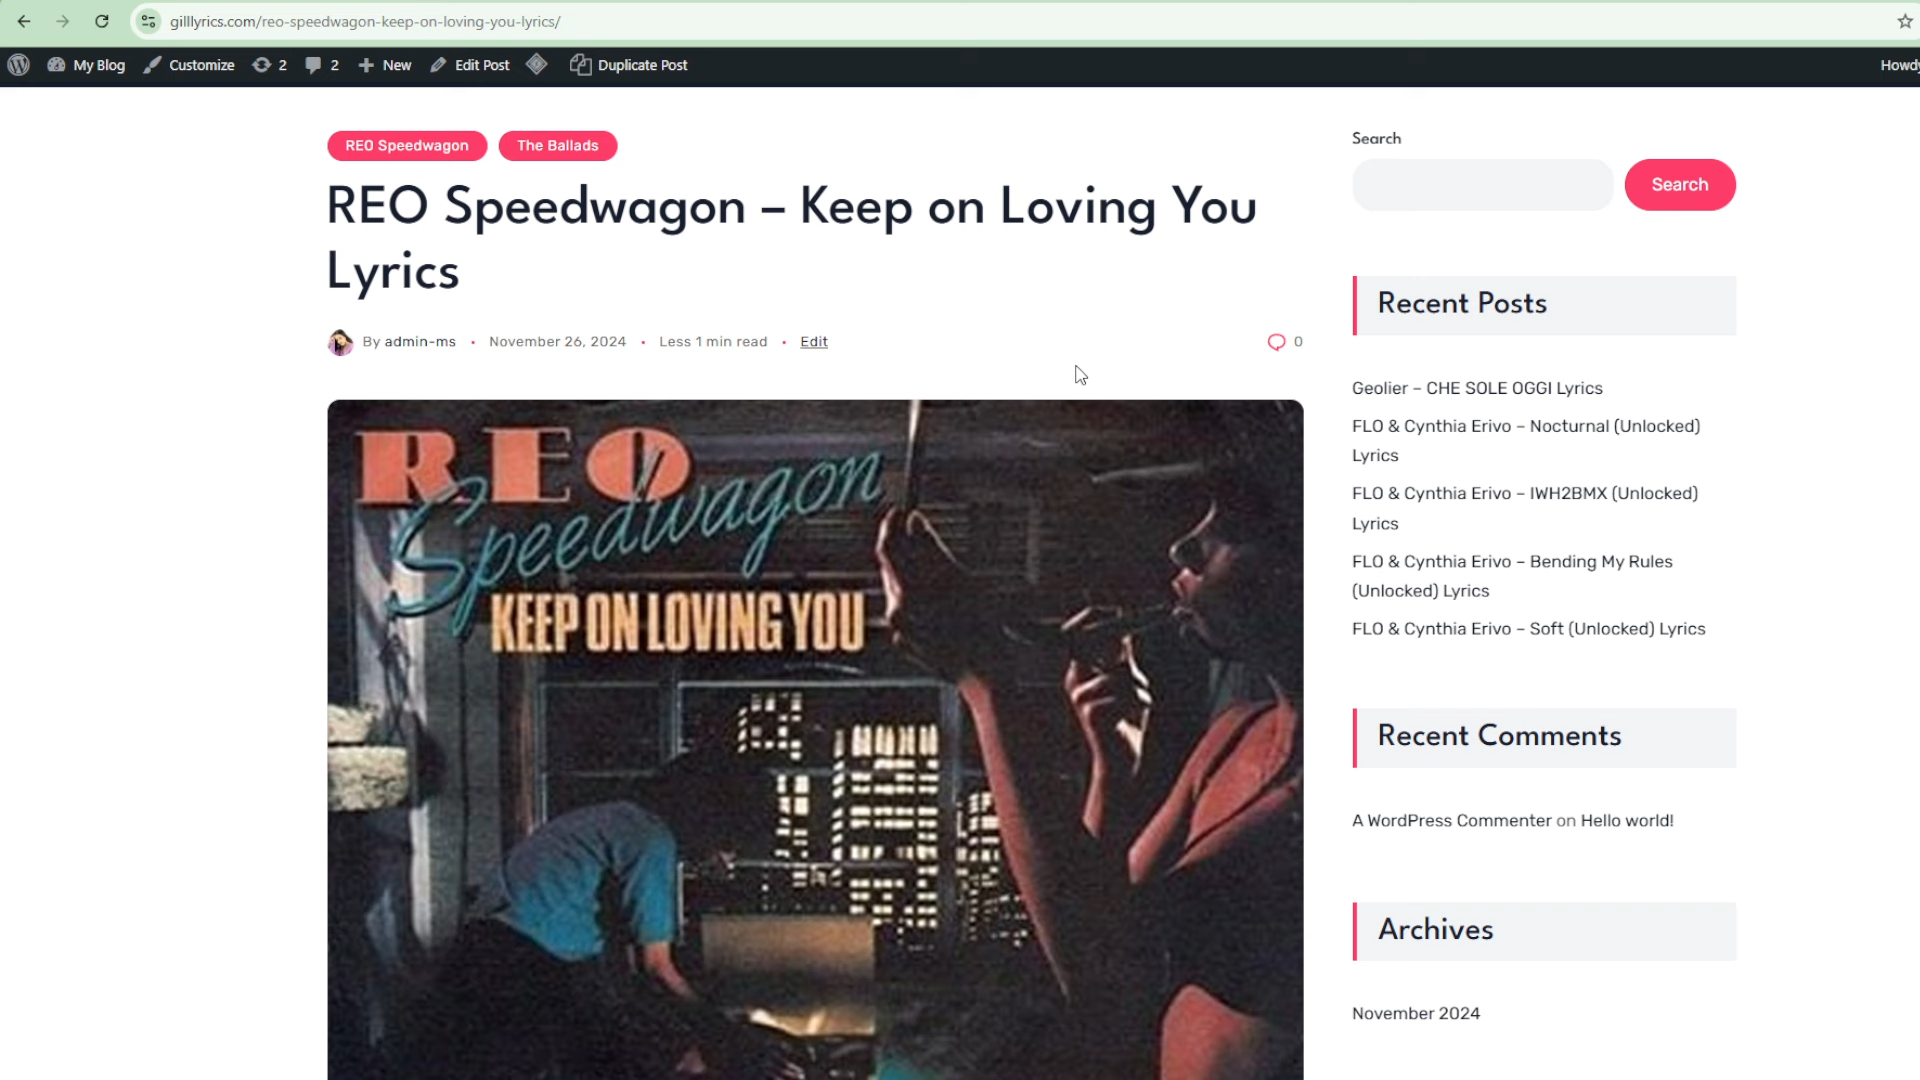 gilllyrics.com/reo-speedwagon-keep-on-loving-you-lyrics/
My Blog Customize 2 2 New Edit Post Duplicate Post Howdy
REO Speedwagon The Ballads
REO Speedwagon – Keep on Loving You
Lyrics
By admin-ms • November 26, 2024 • Less 1 min read • Edit 0
REO
Speedwagon
KEEP ON LOVING YOU
Search
Search
Recent Posts
Geolier – CHE SOLE OGGI Lyrics
FLO & Cynthia Erivo – Nocturnal (Unlocked)
Lyrics
FLO & Cynthia Erivo – IWH2BMX (Unlocked)
Lyrics
FLO & Cynthia Erivo – Bending My Rules
(Unlocked) Lyrics
FLO & Cynthia Erivo – Soft (Unlocked) Lyrics
Recent Comments
A WordPress Commenter on Hello world!
Archives
November 2024